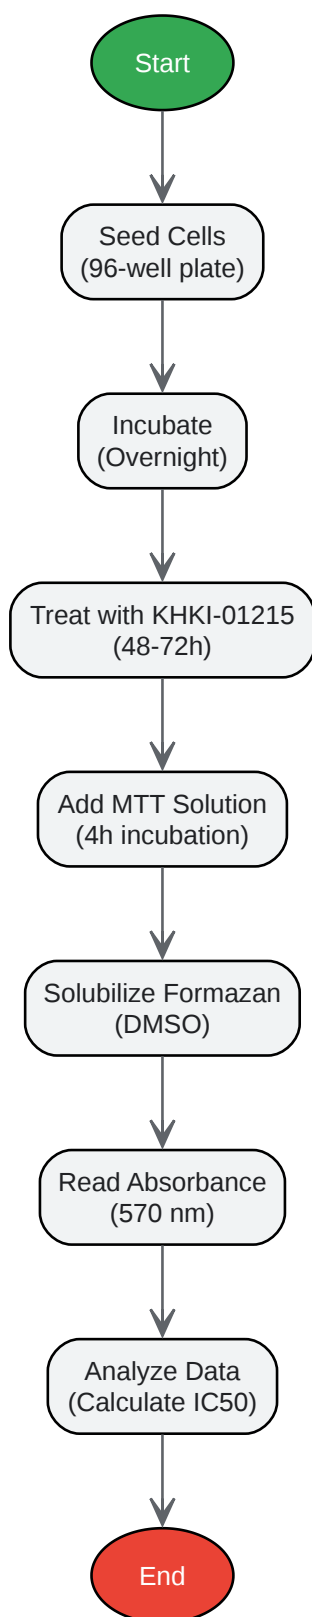 Start
Seed Cells
(96-well plate)
Incubate
(Overnight)
Treat with KHKI-01215
(48-72h)
Add MTT Solution
(4h incubation)
Solubilize Formazan
(DMSO)
Read Absorbance
(570 nm)
Analyze Data
(Calculate IC50)
End